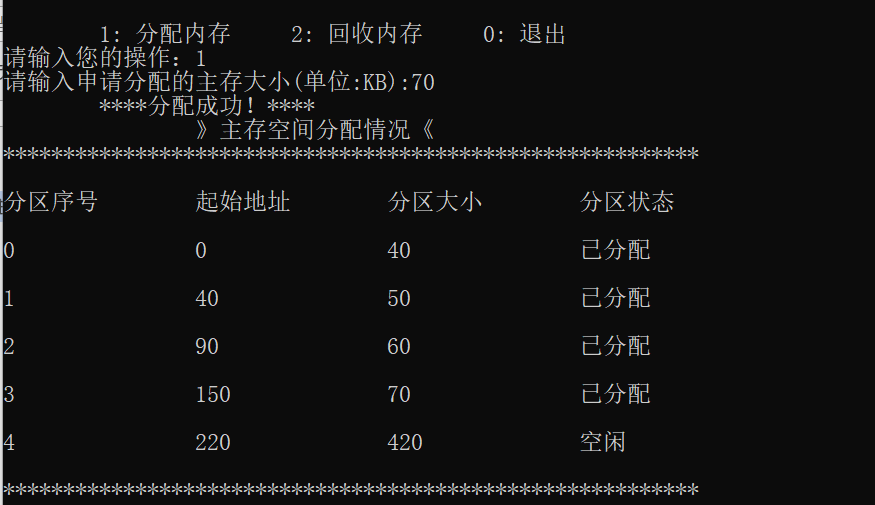 1: 分配内存 2: 回收内存 0: 退出
请输入您的操作: 1
请输入申请分配的主存大小(单位:KB):70
****分配成功! ****
》主存空间分配情况《
**********************************************************
分区序号 起始地址 分区大小 分区状态
0 0 40 已分配
1 40 50 已分配
2 90 60 已分配
3 150 70 已分配
4 220 420 空闲
**********************************************************